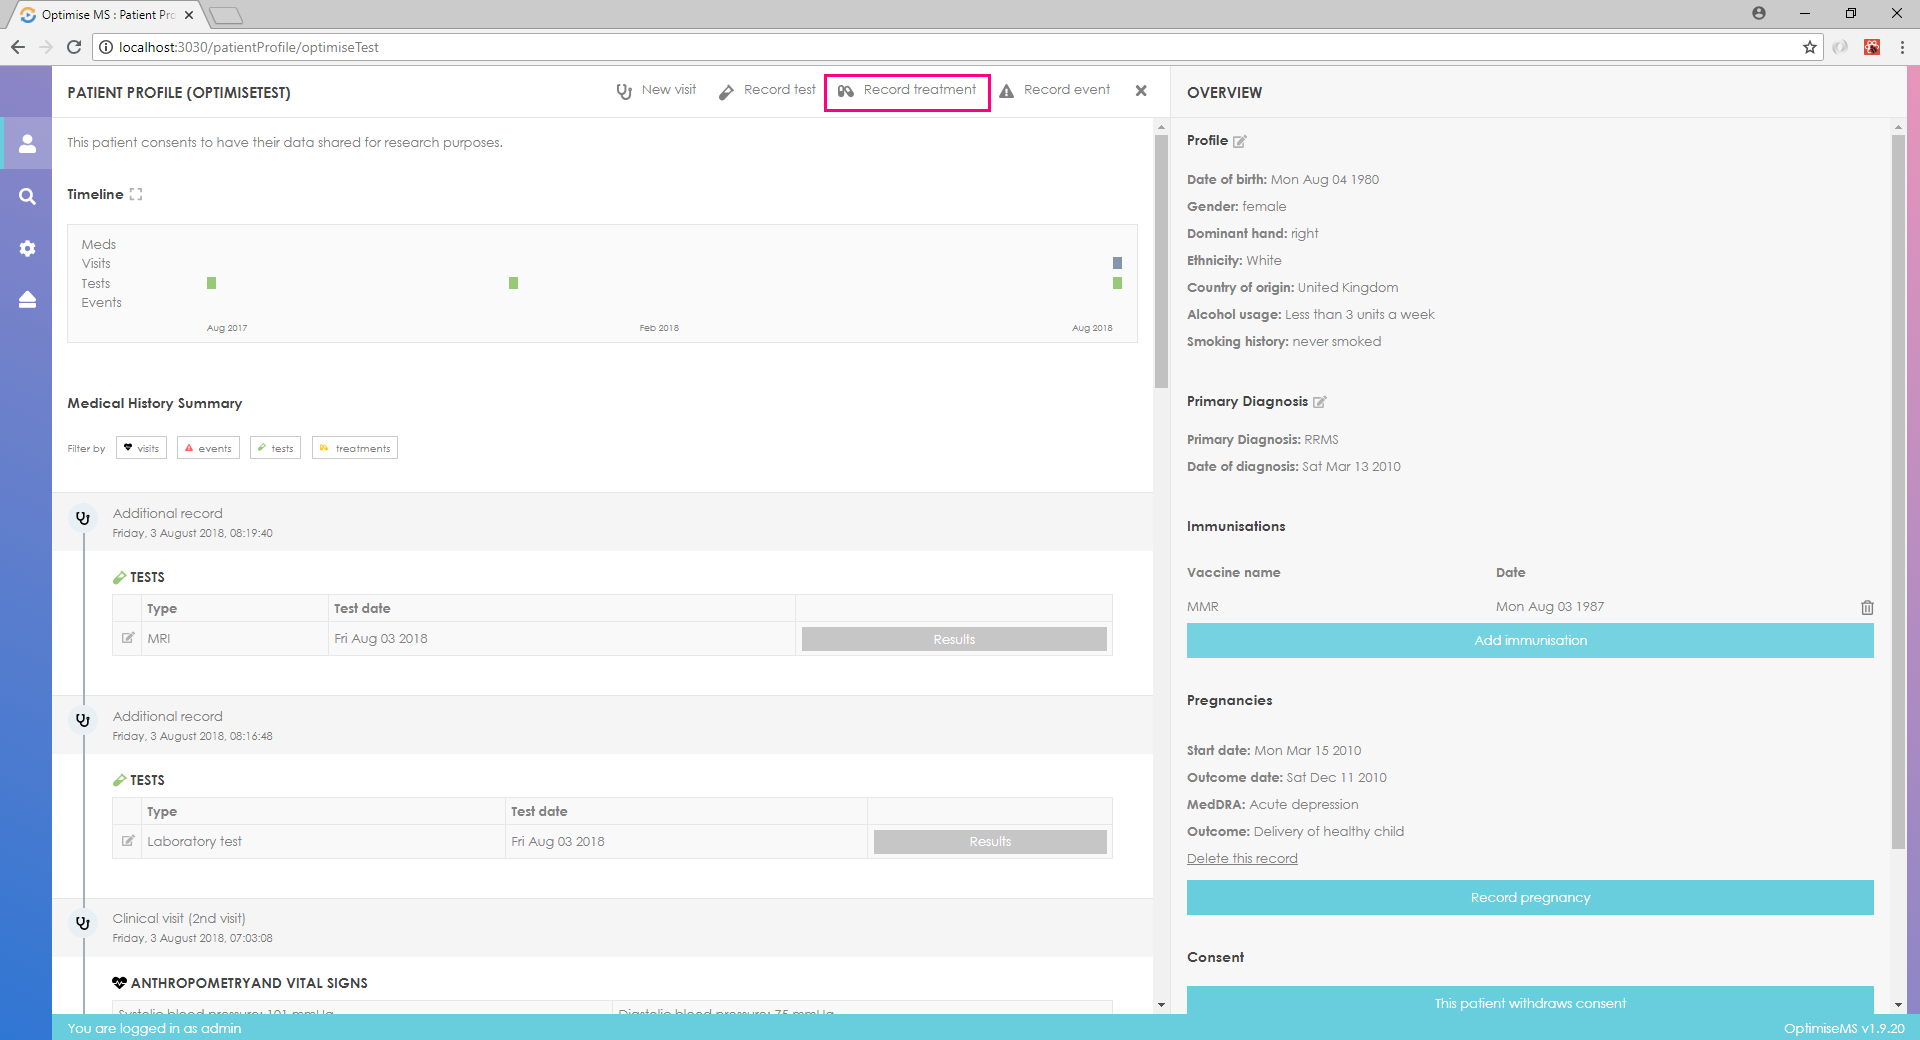 Optimise MS : Patient Pro
localhost:3030/patientProfile/optimiseTest
PATIENT PROFILE (OPTIMISETEST)
New visit
Record test
Record treatment
Record event
This patient consents to have their data shared for research purposes.
Timeline
Meds
Visits
Tests
Events
Aug 2017
Feb 2018
Aug 2018
Medical History Summary
Filter by
visits
events
tests
treatments
Additional record
Friday, 3 August 2018, 08:19:40
TESTS
Type Test date
MRI Fri Aug 03 2018 Results
Additional record
Friday, 3 August 2018, 08:16:48
TESTS
Type Test date
Laboratory test Fri Aug 03 2018 Results
Clinical visit (2nd visit)
Friday, 3 August 2018, 07:03:08
ANTHROPOMETRYAND VITAL SIGNS
Systolic blood pressure: 101 mmHg Diastolic blood pressure: 75 mmHg
OVERVIEW
Profile
Date of birth: Mon Aug 04 1980
Gender: female
Dominant hand: right
Ethnicity: White
Country of origin: United Kingdom
Alcohol usage: Less than 3 units a week
Smoking history: never smoked
Primary Diagnosis
Primary Diagnosis: RRMS
Date of diagnosis: Sat Mar 13 2010
Immunisations
Vaccine name Date
MMR Mon Aug 03 1987
Add immunisation
Pregnancies
Start date: Mon Mar 15 2010
Outcome date: Sat Dec 11 2010
MedDRA: Acute depression
Outcome: Delivery of healthy child
Delete this record
Record pregnancy
Consent
This patient withdraws consent
You are logged in as admin
OptimiseMS v1.9.20